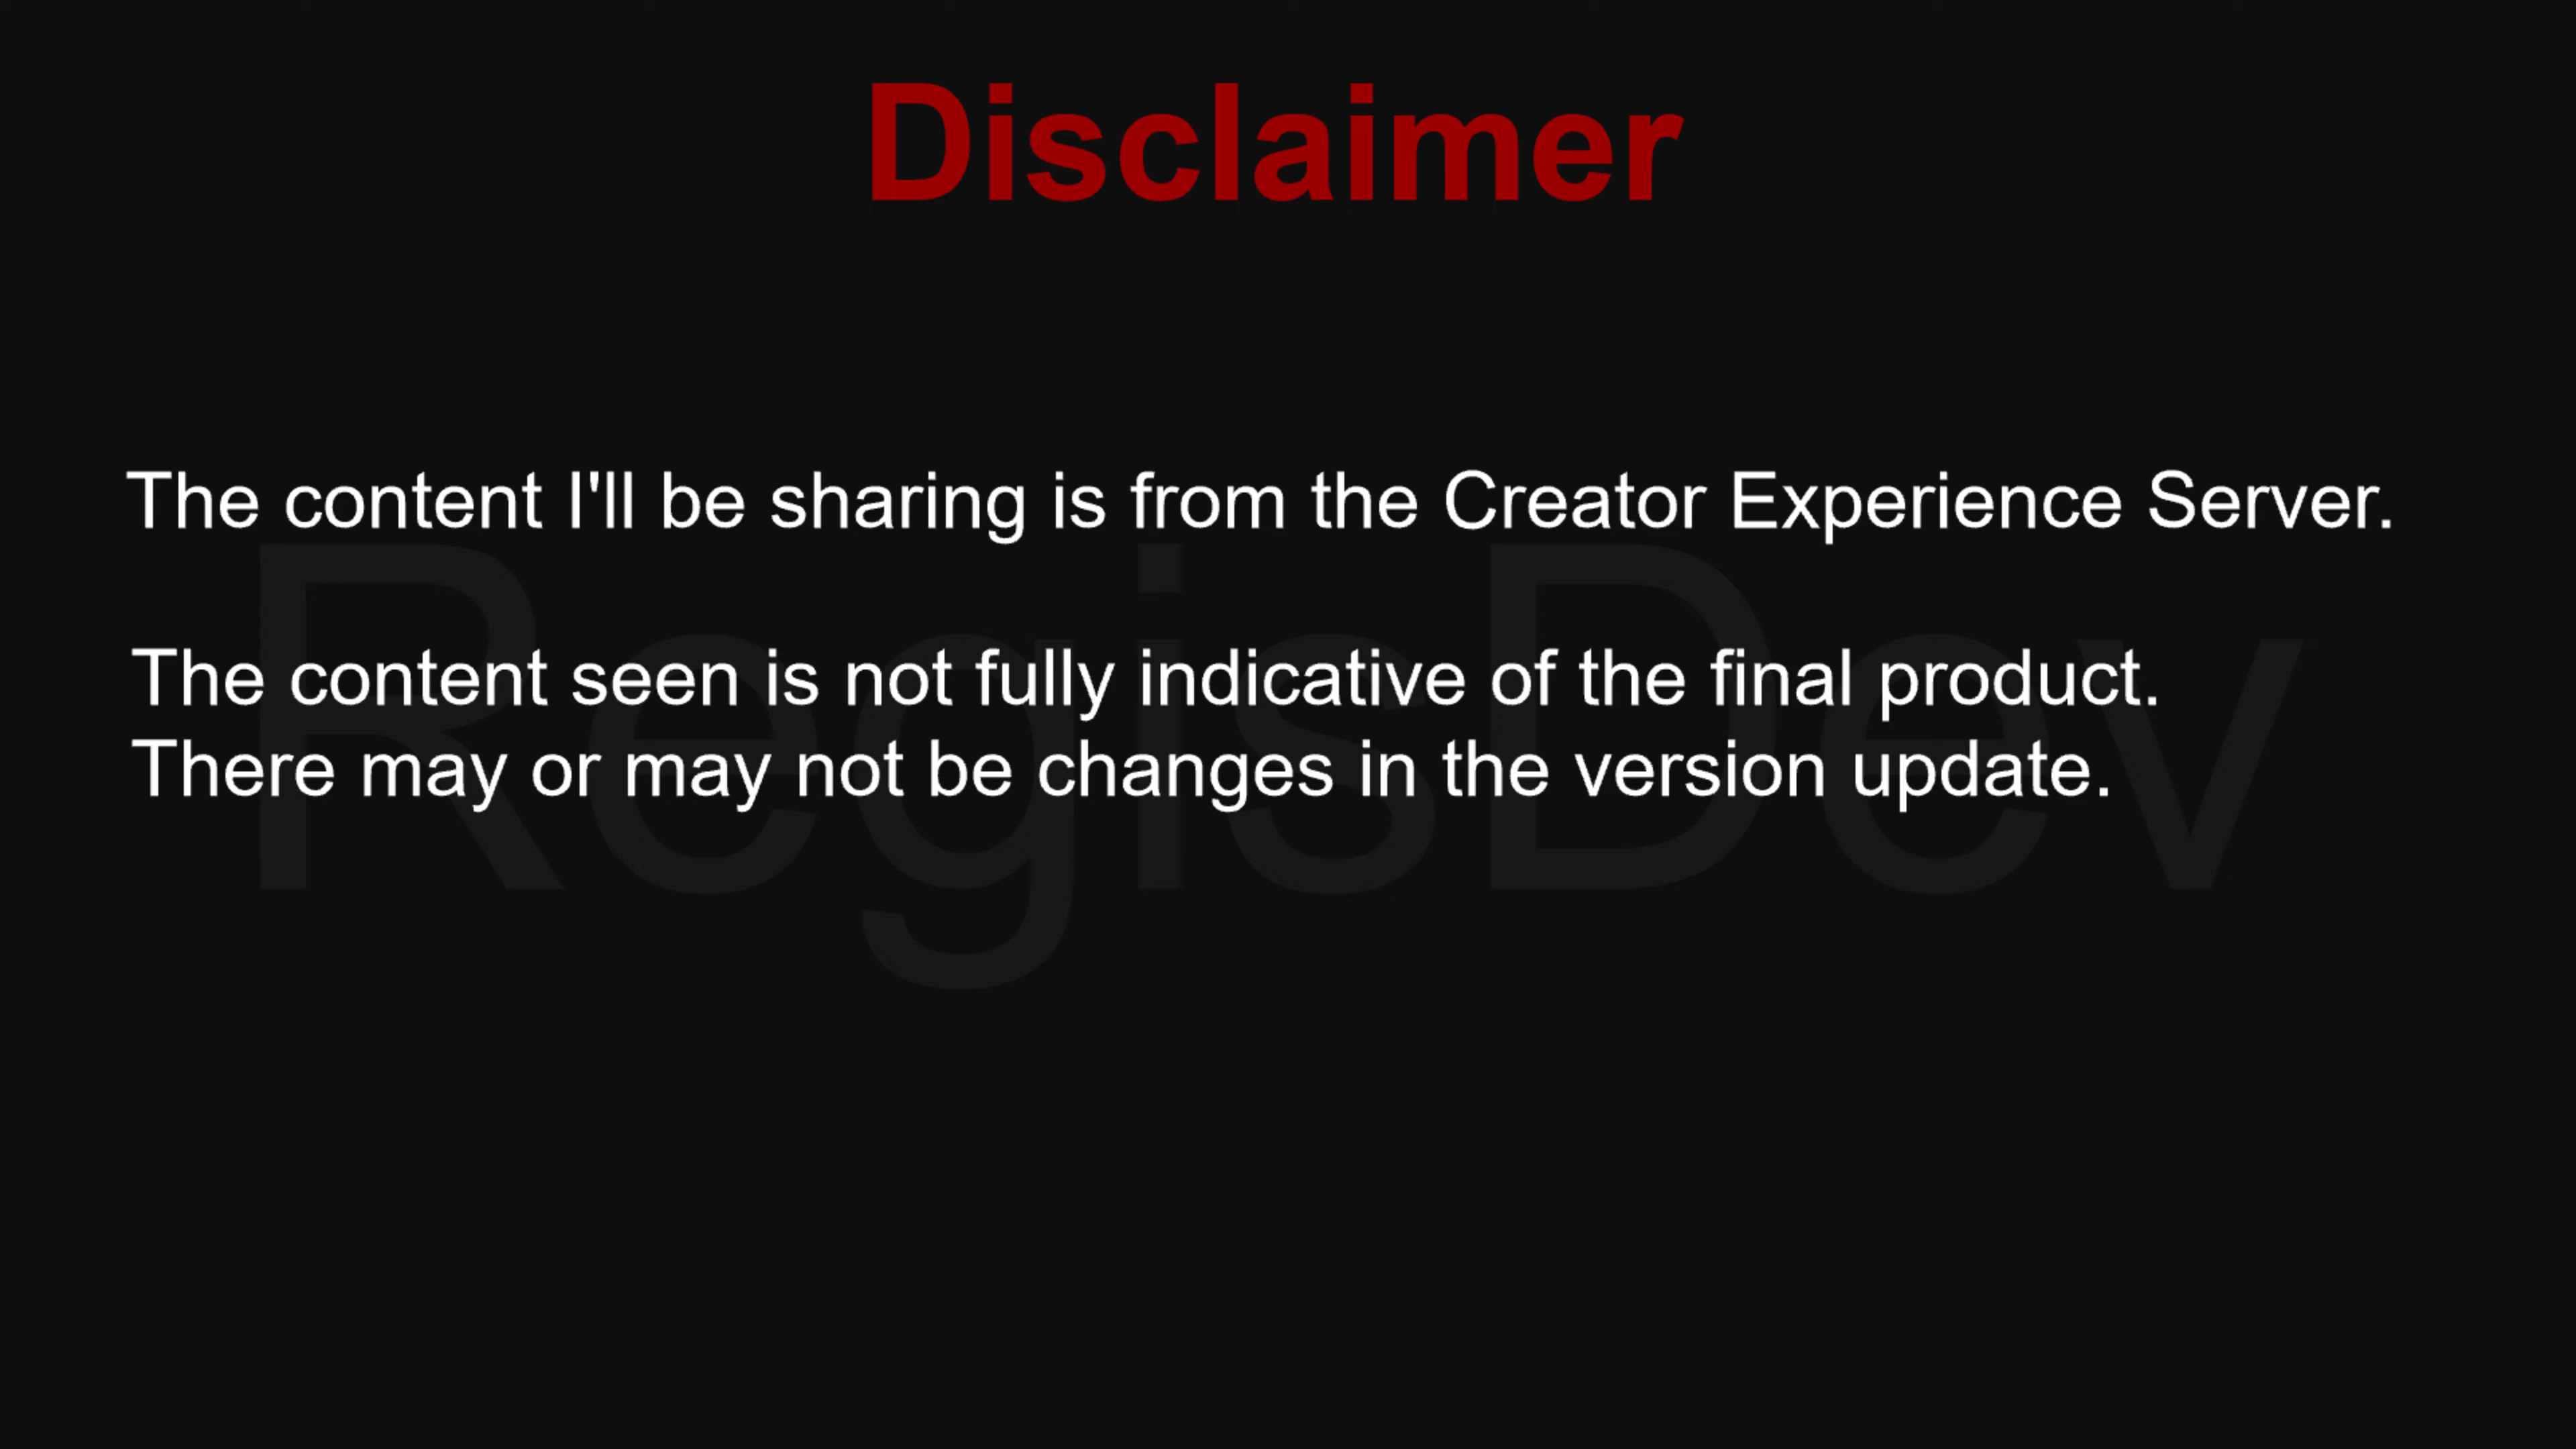 Disclaimer
The content I'll be sharing is from the Creator Experience Server.
RegisDev
The content seen is not fully indicative of the final product.
There may or may not be changes in the version update.